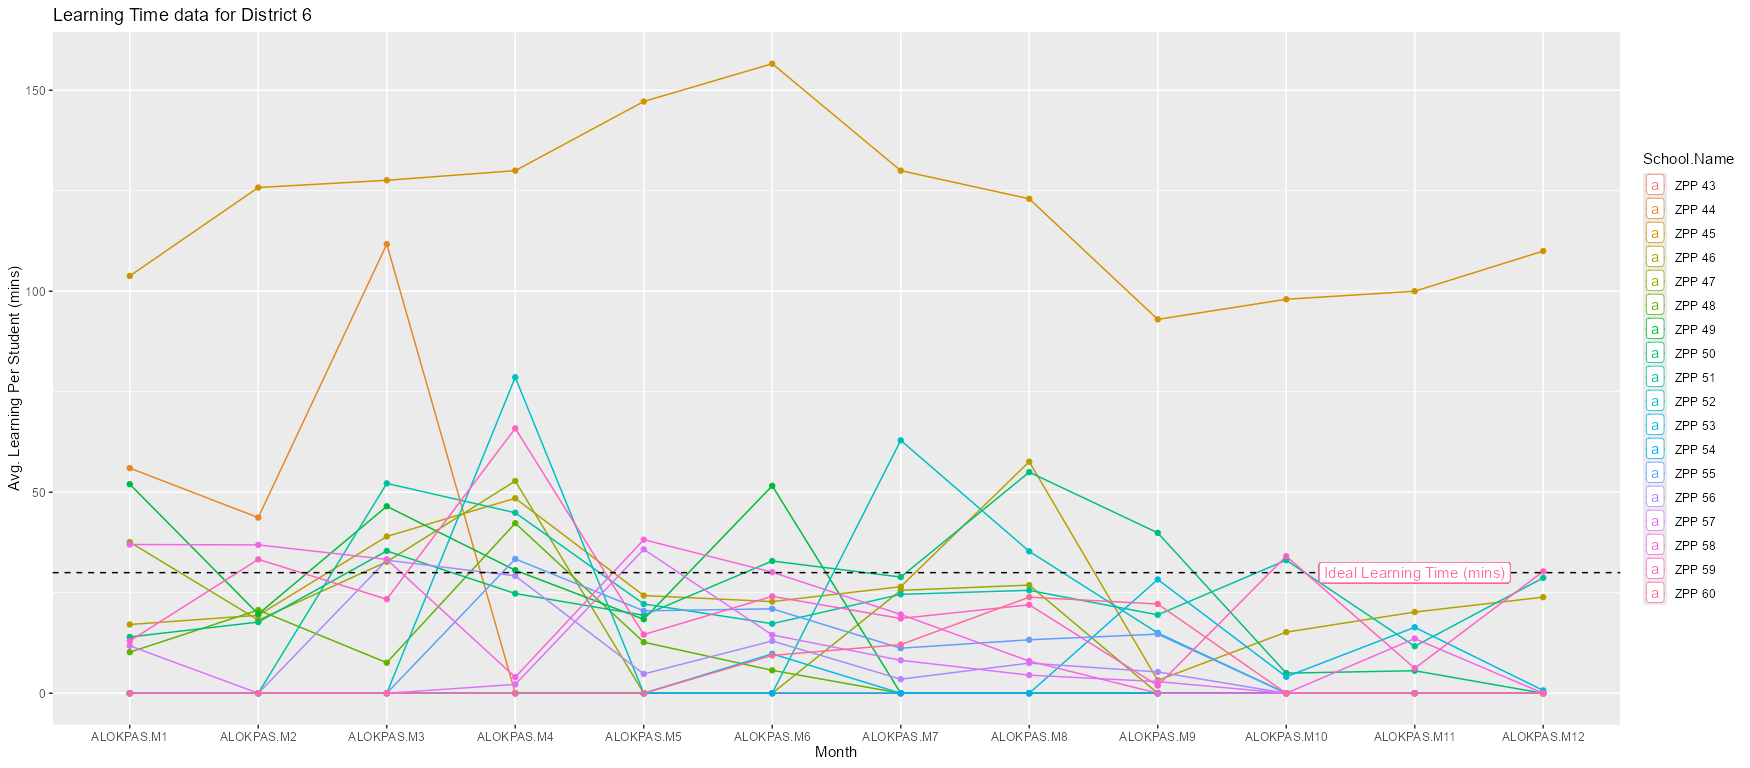 Learning Time data for District 6
Avg. Learning Per Student (mins)
150
100
50
0
Ideal Learning Time (mins)
ALOKPAS.M1 ALOKPAS.M2 ALOKPAS.M3 ALOKPAS.M4 ALOKPAS.M5 ALOKPAS.M6 ALOKPAS.M7 ALOKPAS.M8 ALOKPAS.M9 ALOKPAS.M10 ALOKPAS.M11 ALOKPAS.M12
Month
School.Name
a ZPP 43
a ZPP 44
a ZPP 45
a ZPP 46
a ZPP 47
a ZPP 48
a ZPP 49
a ZPP 50
a ZPP 51
a ZPP 52
a ZPP 53
a ZPP 54
a ZPP 55
a ZPP 56
a ZPP 57
a ZPP 58
a ZPP 59
a ZPP 60